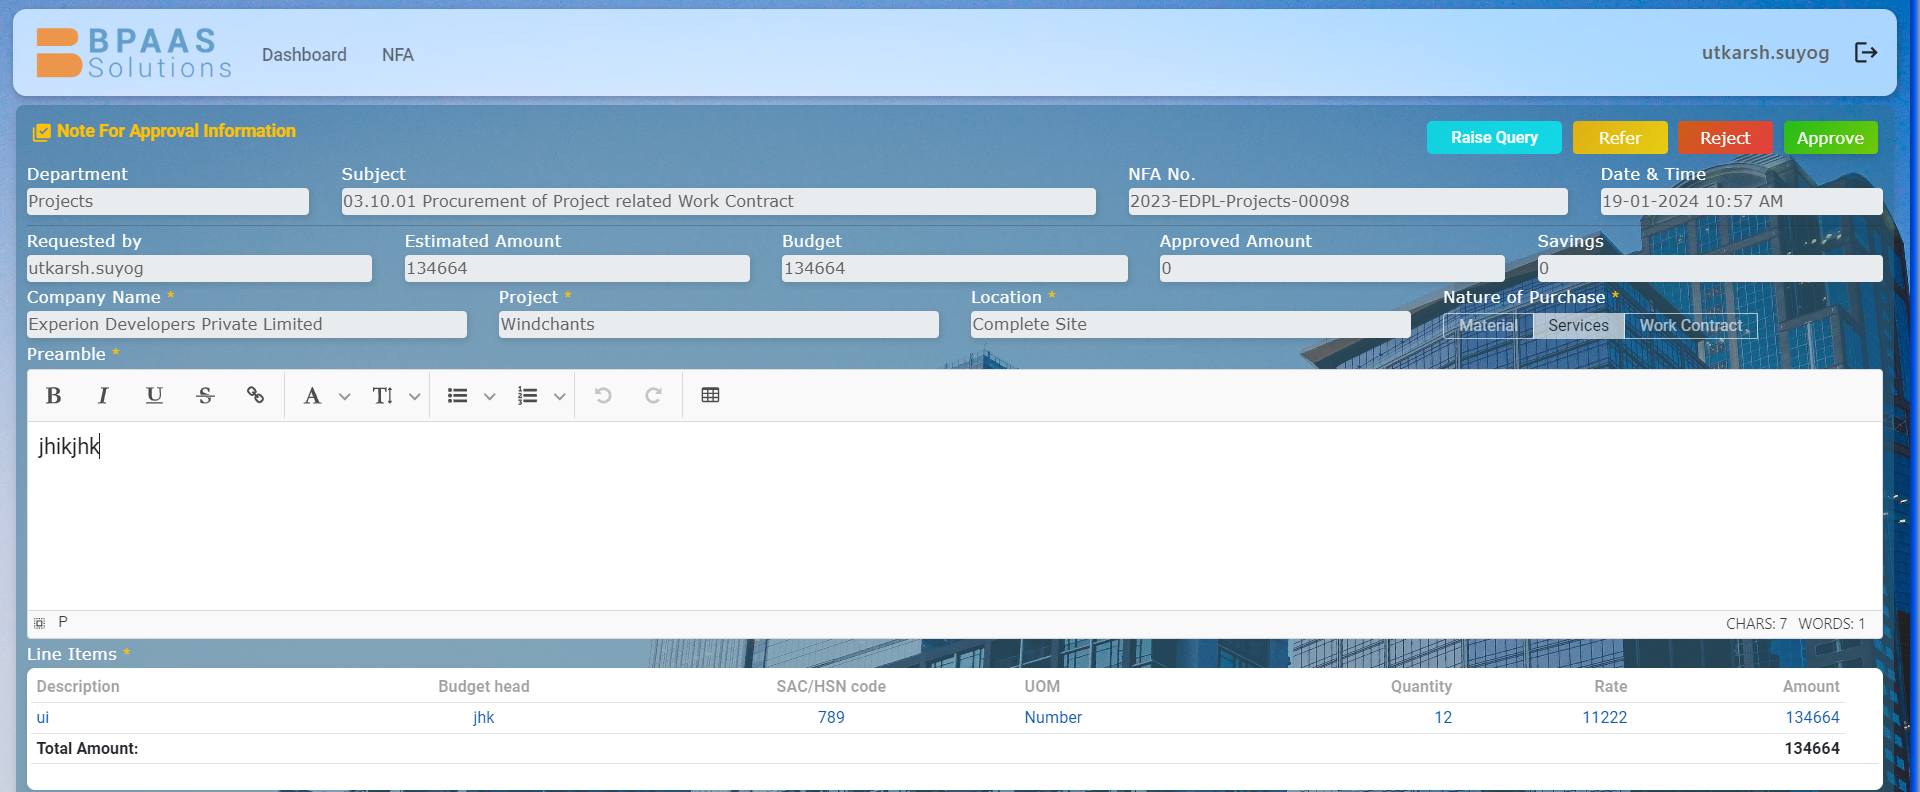 BPAAS
Solutions
Dashboard NFA
utkarsh.suyog
Note For Approval Information
Raise Query Refer Reject Approve
Department Subject NFA No. Date & Time
Projects 03.10.01 Procurement of Project related Work Contract 2023-EDPL-Projects-00098 19-01-2024 10:57 AM
Requested by Estimated Amount Budget Approved Amount Savings
utkarsh.suyog 134664 134664 0 0
Company Name * Project * Location * Nature of Purchase *
Experion Developers Private Limited Windchants Complete Site Material Services Work Contract
Preamble *
B I U S A T
jhikjhk
P CHARS: 7 WORDS: 1
Line Items *
Description Budget head SAC/HSN code UOM Quantity Rate Amount
ui jhk 789 Number 12 11222 134664
Total Amount: 134664